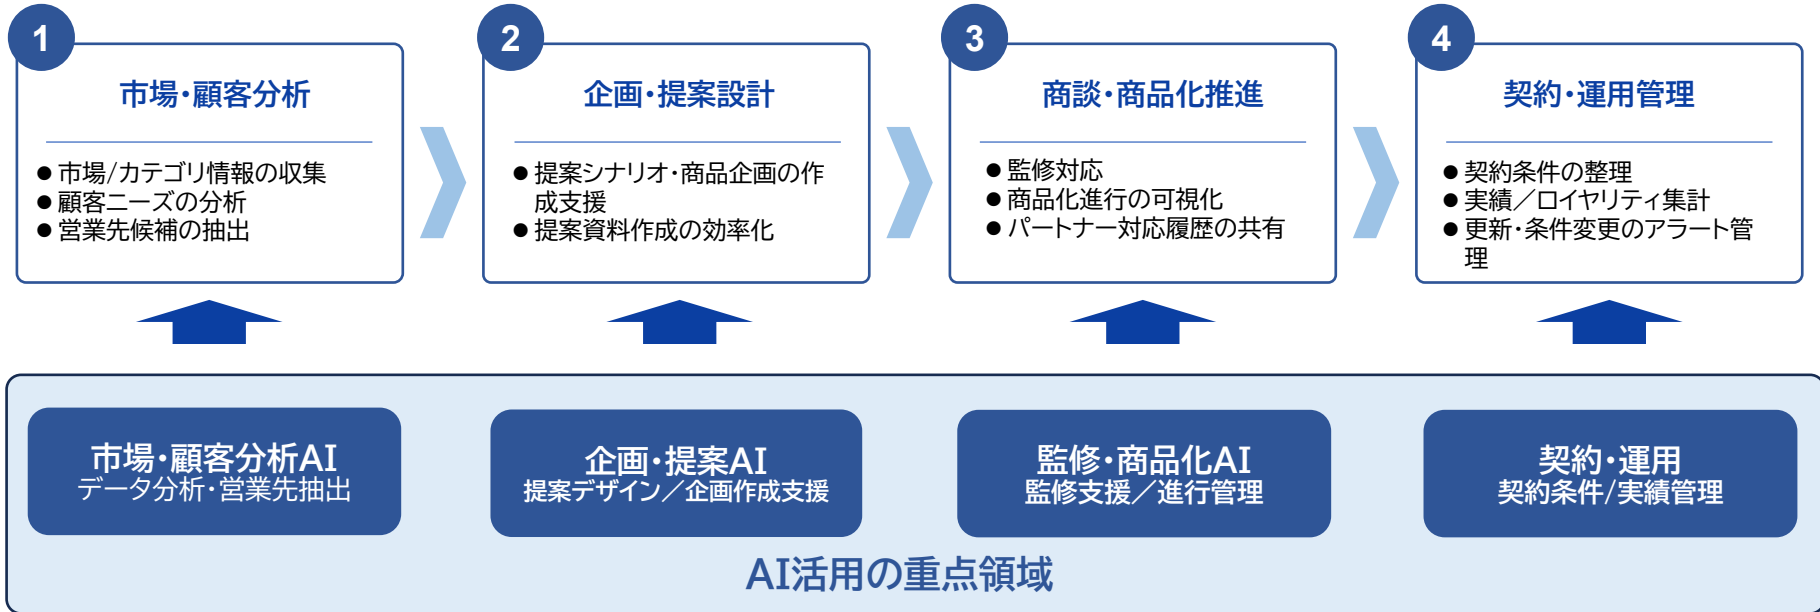 1
市場・顧客分析
● 市場/カテゴリ情報の収集
● 顧客ニーズの分析
● 営業先候補の抽出
2
企画・提案設計
● 提案シナリオ・商品企画の作
成支援
● 提案資料作成の効率化
3
商談・商品化推進
● 監修対応
● 商品化進行の可視化
● パートナー対応履歴の共有
4
契約・運用管理
● 契約条件の整理
● 実績／ロイヤリティ集計
● 更新・条件変更のアラート管
理
市場・顧客分析AI
データ分析・営業先抽出
企画・提案AI
提案デザイン／企画作成支援
監修・商品化AI
監修支援／進行管理
契約・運用
契約条件/実績管理
AI活用の重点領域